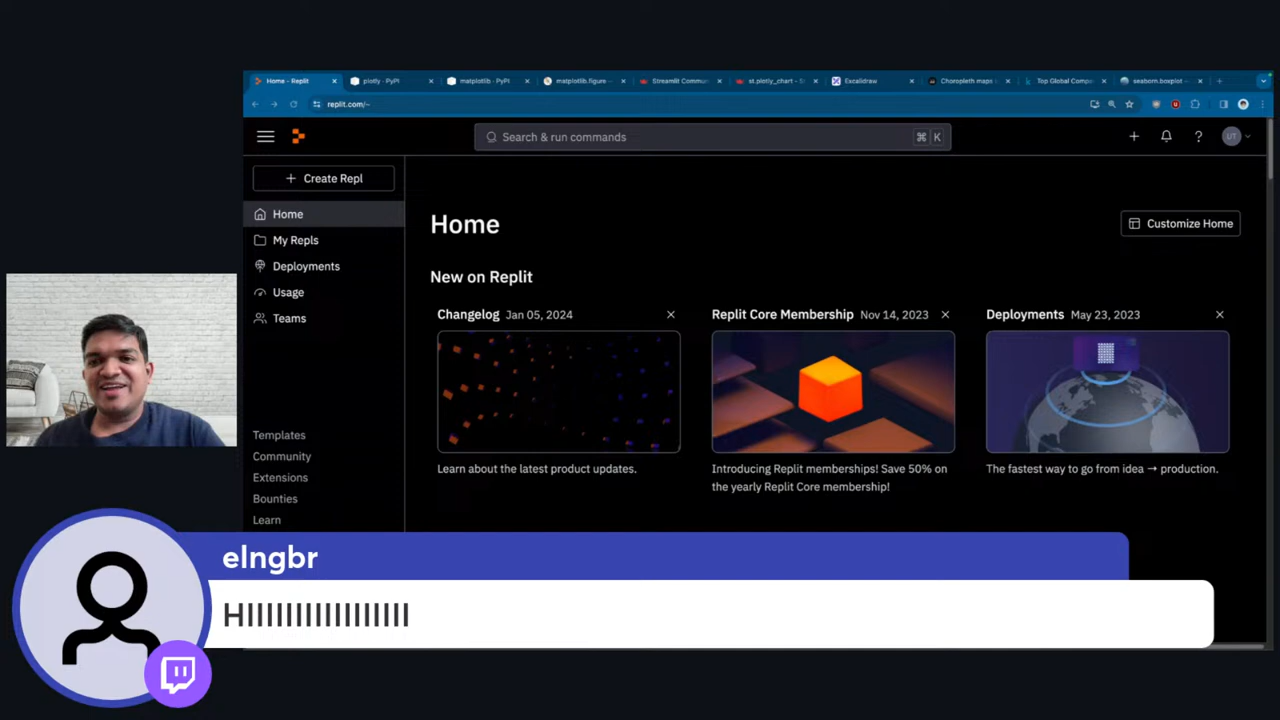 Home - Replit
plotly · PyPI
matplotlib · PyPI
matplotlib.figure —
Streamlit Commun
st.plotly_chart - S
Excalidraw
Choropleth maps i
Top Global Compa
seaborn.boxplot —
replit.com/~
Search & run commands
⌘ K
UT
+ Create Repl
Home
My Repls
Deployments
Usage
Teams
Templates
Community
Extensions
Bounties
Learn
Home
Customize Home
New on Replit
Changelog Jan 05, 2024
Learn about the latest product updates.
Replit Core Membership Nov 14, 2023
Introducing Replit memberships! Save 50% on
the yearly Replit Core membership!
Deployments May 23, 2023
The fastest way to go from idea → production.
elngbr
HIIIIIIIIIIIIIIIII